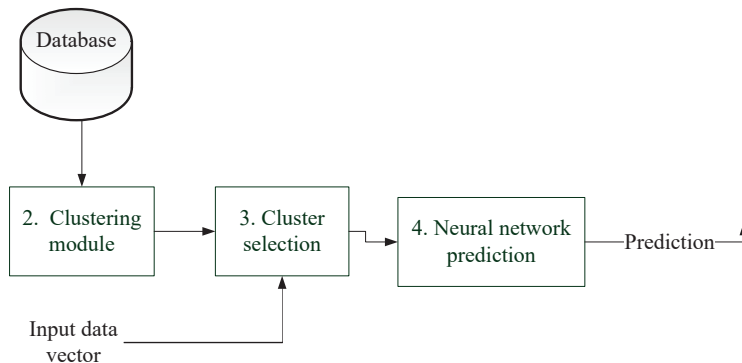 Database
2. Clustering
module
3. Cluster
selection
4. Neural network
prediction
Prediction
Input data
vector